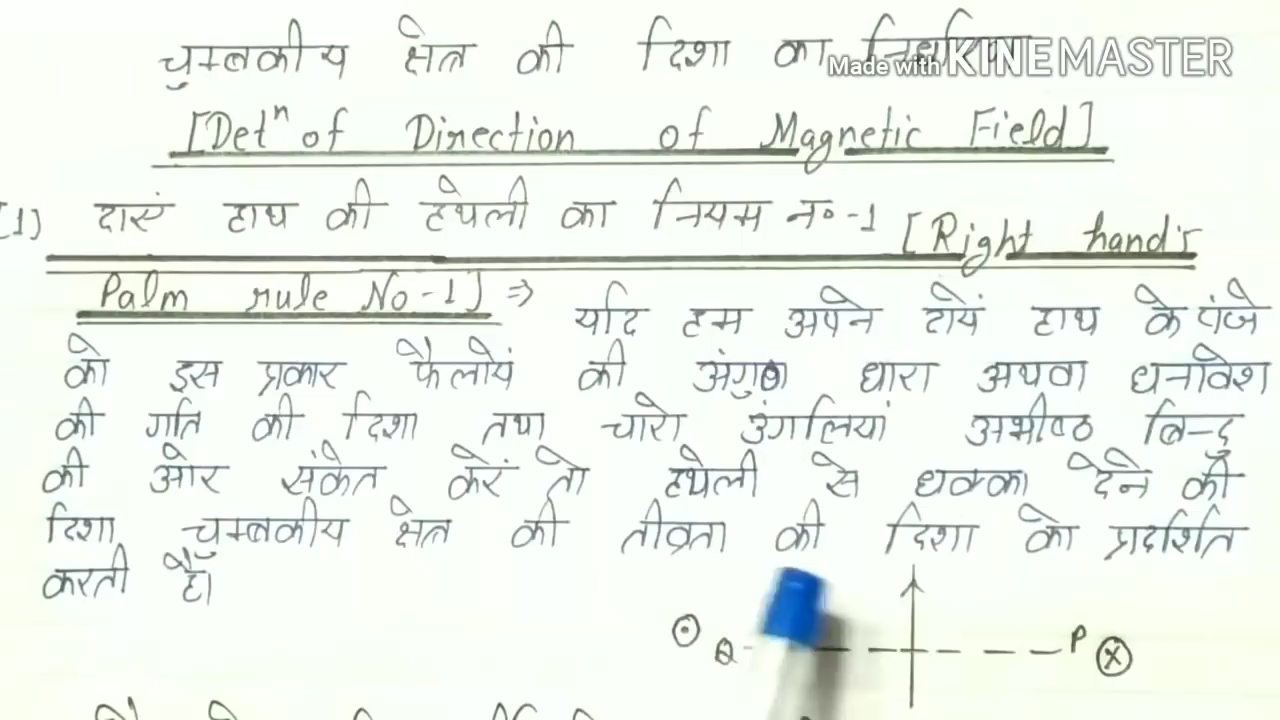 चुम्बकीय क्षेत्र की दिशा का निर्धारण
Made with KINEMASTER
[Detⁿ of Direction of Magnetic Field]
(1) दाएं हाथ की हथेली का नियम न०-1 [Right hand's
Palm rule No-1] ⇒ यदि हम अपने दायें हाथ के पंजे
को इस प्रकार फैलायें की अंगुठा धारा अथवा धनावेश
की गति की दिशा तथा चारो उंगलियां अभीष्ठ बिन्दु
की ओर संकेत करें तो हथेली से धक्का देने की
दिशा चुम्बकीय क्षेत्र की तीव्रता की दिशा को प्रदर्शित
करती है।
Q P